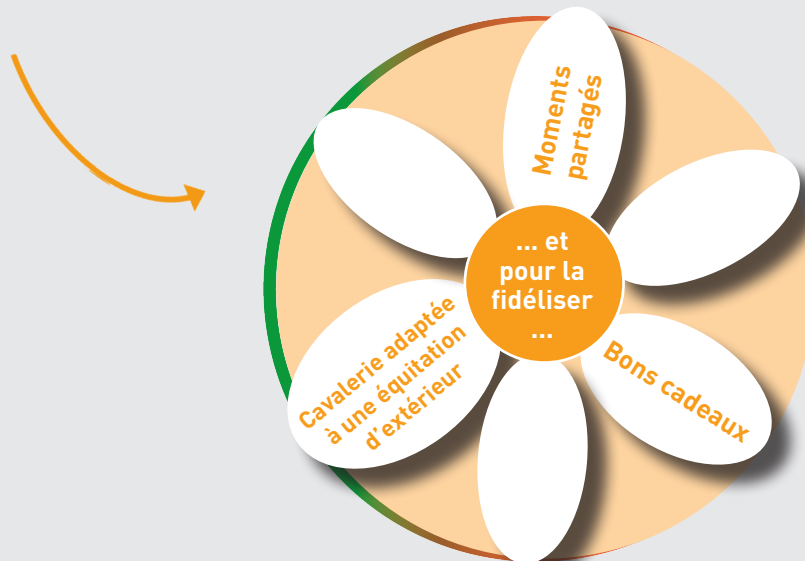 Moments
partagés
... et
pour la
fidéliser
...
Cavalerie adaptée
à une équitation
d'extérieur
Bons cadeaux